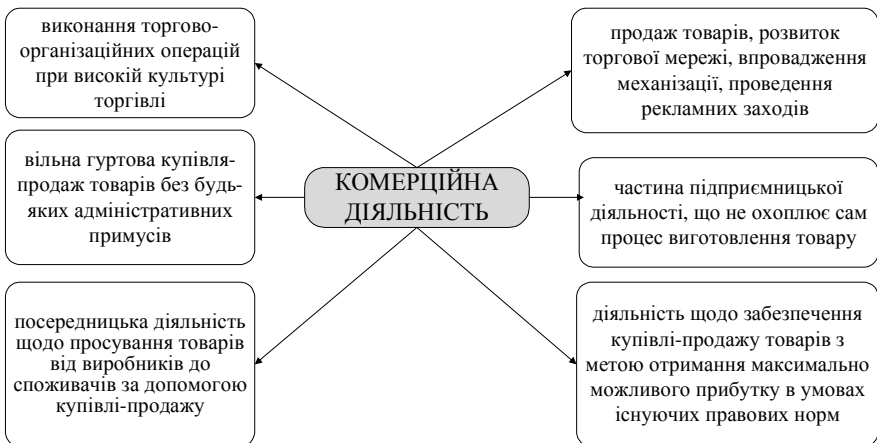 виконання торгово-
організаційних операцій
при високій культурі
торгівлі
продаж товарів, розвиток
торгової мережі, впровадження
механізації, проведення
рекламних заходів
вільна гуртова купівля-
продаж товарів без будь-
яких адміністративних
примусів
КОМЕРЦІЙНА
ДІЯЛЬНІСТЬ
частина підприємницької
діяльності, що не охоплює сам
процес виготовлення товару
посередницька діяльність
щодо просування товарів
від виробників до
споживачів за допомогою
купівлі-продажу
діяльність щодо забезпечення
купівлі-продажу товарів з
метою отримання максимально
можливого прибутку в умовах
існуючих правових норм